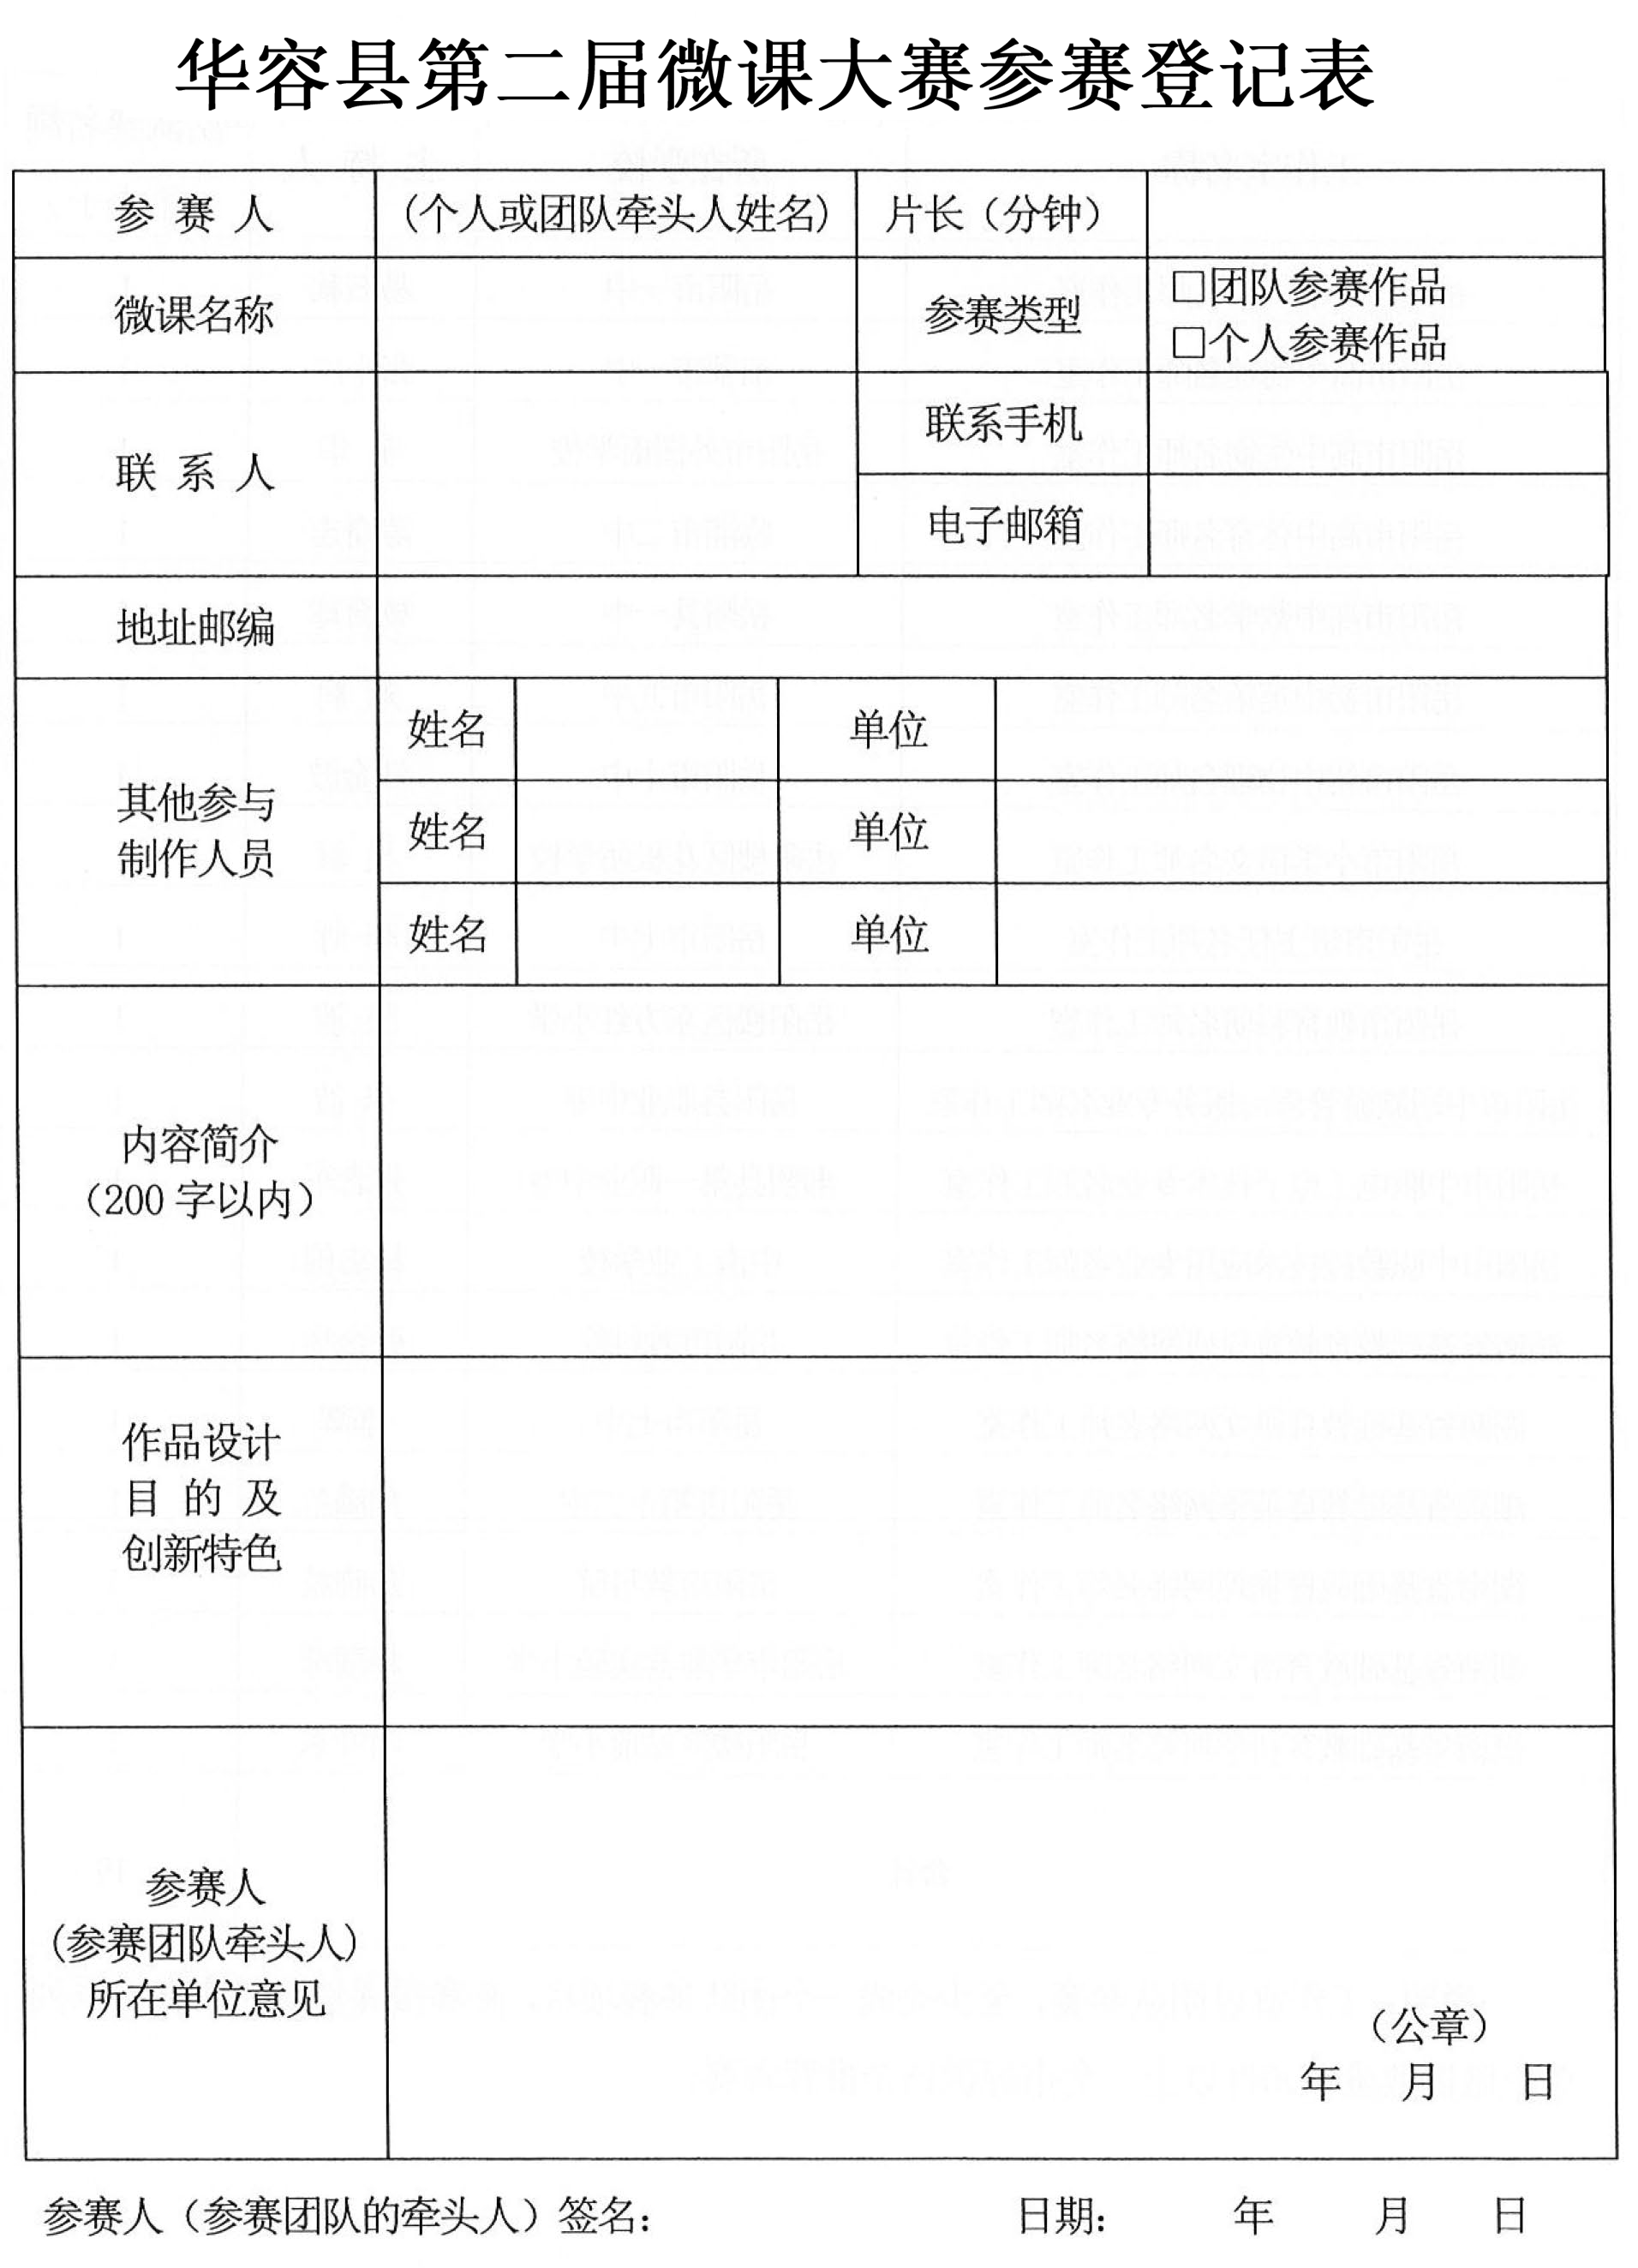 华容县第二届微课大赛参赛登记表
参 赛 人 (个人或团队牵头人姓名) 片长（分钟）
微课名称 参赛类型 □团队参赛作品
□个人参赛作品
联 系 人 联系手机
电子邮箱
地址邮编
其他参与
制作人员
姓名 单位
姓名 单位
姓名 单位
内容简介
（200 字以内）
作品设计
目 的 及
创新特色
参赛人
(参赛团队牵头人)
所在单位意见
（公章）
年 月 日
参赛人（参赛团队的牵头人）签名： 日期： 年 月 日